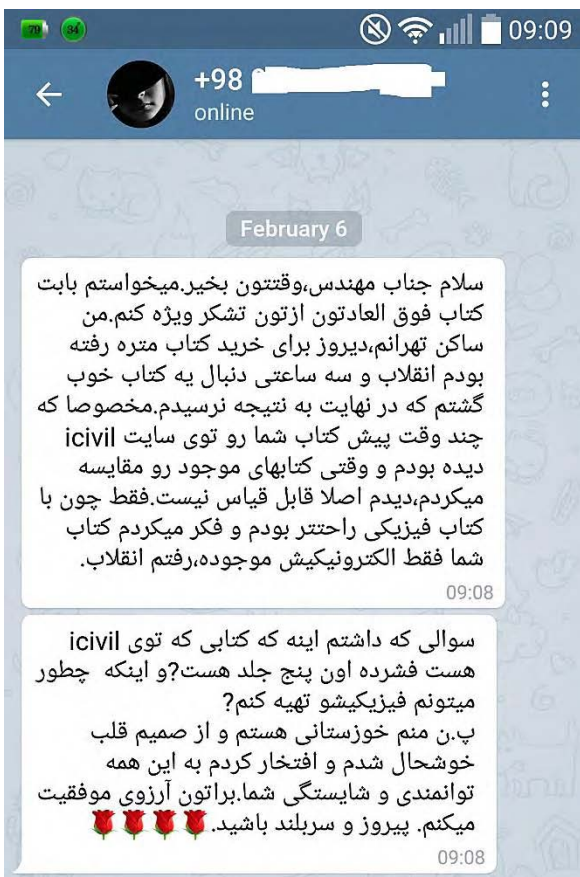 79 34 09:09
+98
online
February 6
سلام جناب مهندس،وقتتون بخیر.میخواستم بابت
کتاب فوق العادتون ازتون تشکر ویژه کنم.من
ساکن تهرانم،دیروز برای خرید کتاب متره رفته
بودم انقلاب و سه ساعتی دنبال یه کتاب خوب
گشتم که در نهایت به نتیجه نرسیدم.مخصوصا که
چند وقت پیش کتاب شما رو توی سایت icivil
دیده بودم و وقتی کتابهای موجود رو مقایسه
میکردم،دیدم اصلا قابل قیاس نیست.فقط چون با
کتاب فیزیکی راحتتر بودم و فکر میکردم کتاب
شما فقط الکترونیکیش موجوده،رفتم انقلاب.
09:08
سوالی که داشتم اینه که کتابی که توی icivil
هست فشرده اون پنج جلد هست?و اینکه چطور
میتونم فیزیکیشو تهیه کنم?
پ.ن منم خوزستانی هستم و از صمیم قلب
خوشحال شدم و افتخار کردم به این همه
توانمندی و شایستگی شما.براتون آرزوی موفقیت
میکنم. پیروز و سربلند باشید.🌹🌹🌹🌹
09:08